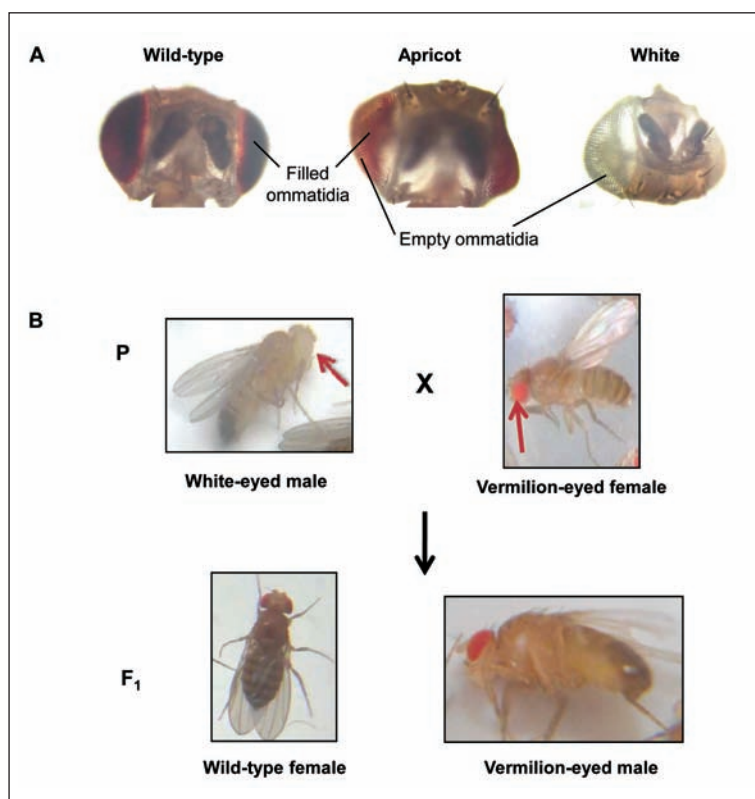 A
Wild-type
Apricot
White
Filled
ommatidia
Empty ommatidia
B
P
X
White-eyed male
Vermilion-eyed female
F1
Wild-type female
Vermilion-eyed male